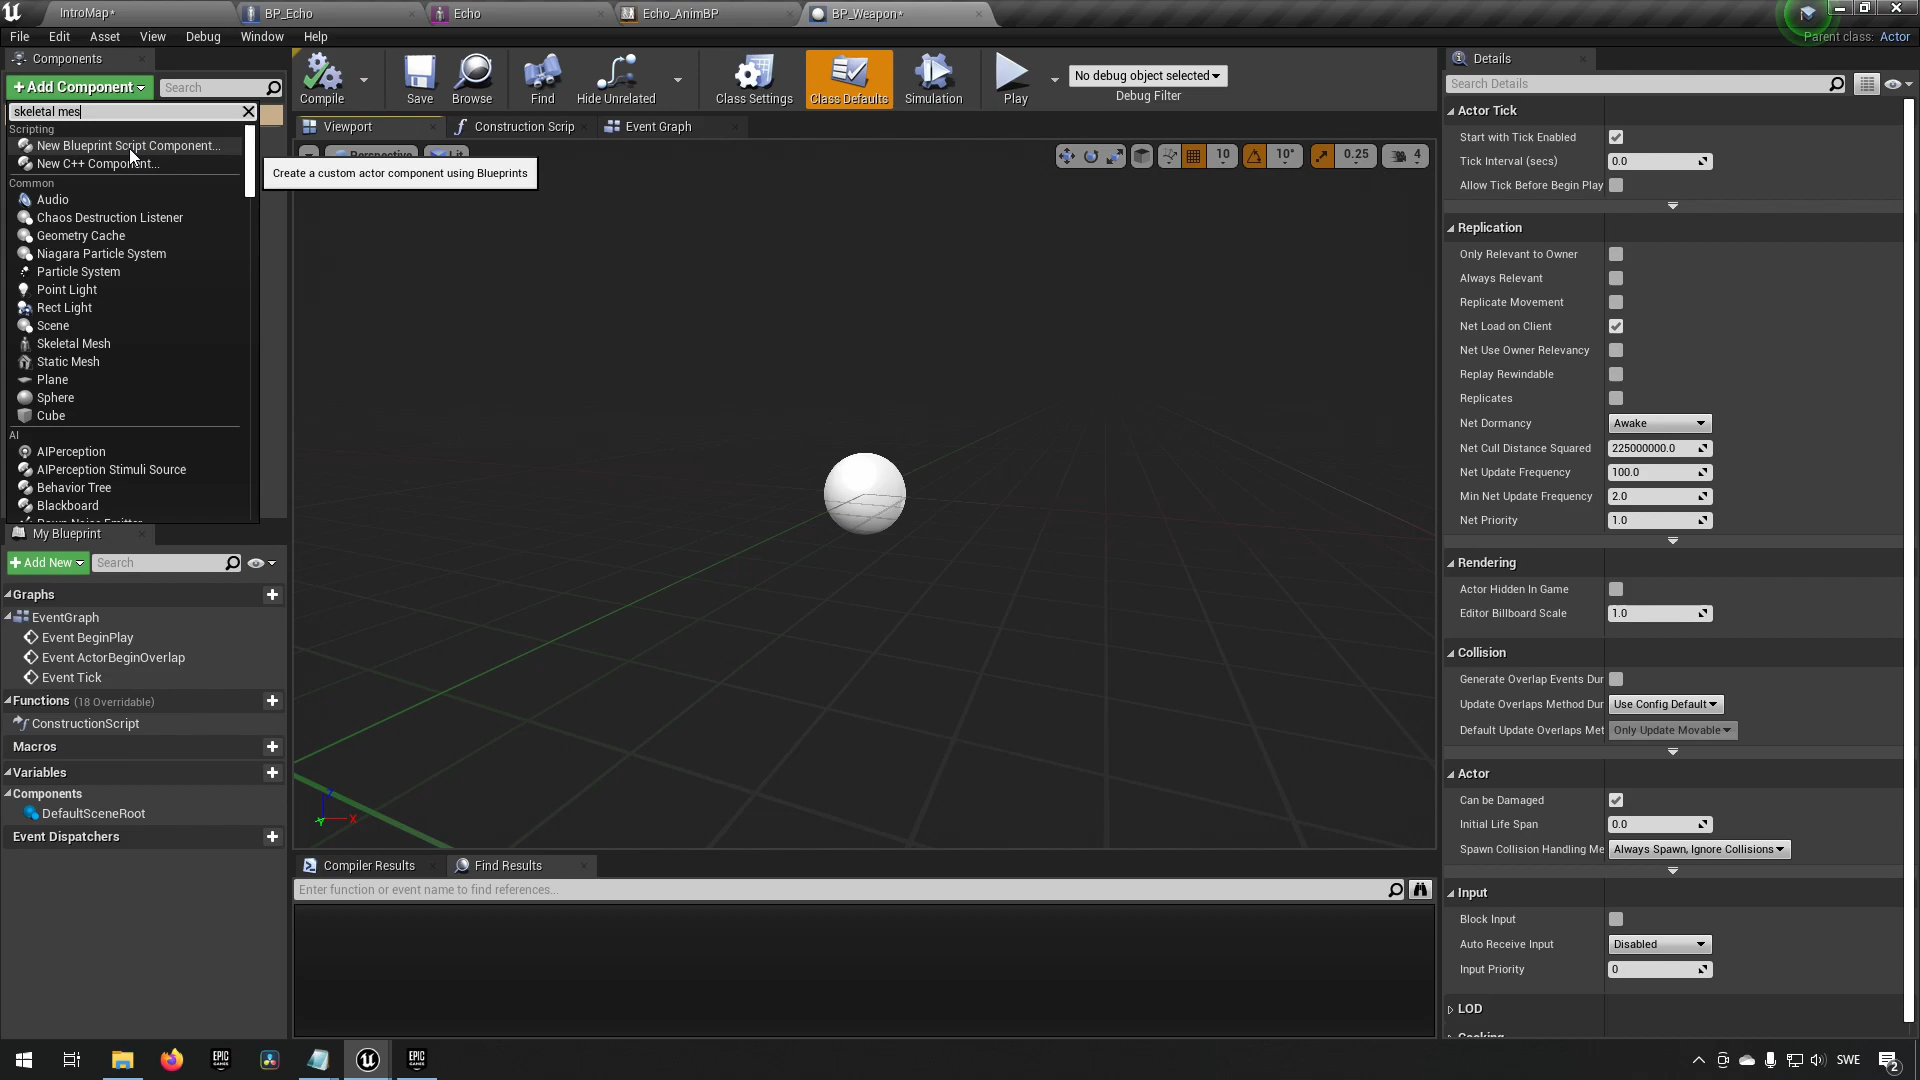 IntroMap*
BP_Echo
Echo
Echo_AnimBP
BP_Weapon*
File Edit Asset View Debug Window Help
Parent class: Actor
Components
+Add Component
Search
skeletal mes
Scripting
New Blueprint Script Component...
New C++ Component...
Common
Audio
Chaos Destruction Listener
Geometry Cache
Niagara Particle System
Particle System
Point Light
Rect Light
Scene
Skeletal Mesh
Static Mesh
Plane
Sphere
Cube
AI
AIPerception
AIPerception Stimuli Source
Behavior Tree
Blackboard
Compile
Save
Browse
Find
Hide Unrelated
Class Settings
Class Defaults
Simulation
Play
No debug object selected
Debug Filter
Viewport
Construction Scrip
Event Graph
Create a custom actor component using Blueprints
10
10°
0.25
4
X
My Blueprint
+Add New
Search
Graphs
EventGraph
Event BeginPlay
Event ActorBeginOverlap
Event Tick
Functions (18 Overridable)
ConstructionScript
Macros
Variables
Components
DefaultSceneRoot
Event Dispatchers
Compiler Results
Find Results
Enter function or event name to find references...
Details
Search Details
Actor Tick
Start with Tick Enabled
Tick Interval (secs) 0.0
Allow Tick Before Begin Play
Replication
Only Relevant to Owner
Always Relevant
Replicate Movement
Net Load on Client
Net Use Owner Relevancy
Replay Rewindable
Replicates
Net Dormancy Awake
Net Cull Distance Squared 225000000.0
Net Update Frequency 100.0
Min Net Update Frequency 2.0
Net Priority 1.0
Rendering
Actor Hidden In Game
Editor Billboard Scale 1.0
Collision
Generate Overlap Events Dur
Update Overlaps Method Dur Use Config Default
Default Update Overlaps Met Only Update Movable
Actor
Can be Damaged
Initial Life Span 0.0
Spawn Collision Handling Me Always Spawn, Ignore Collisions
Input
Block Input
Auto Receive Input Disabled
Input Priority 0
LOD
EPIC GAMES
EPIC GAMES
SWE
2